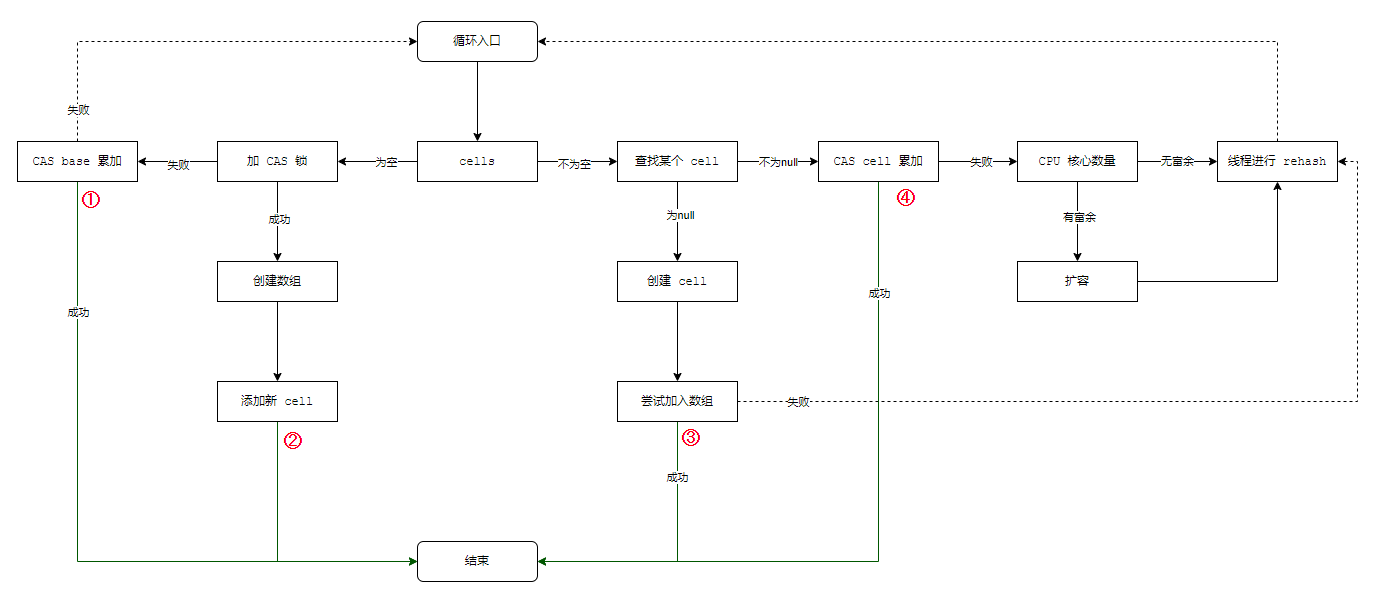 循环入口
失败
CAS base 累加
失败
加 CAS 锁
为空
cells
不为空
查找某个 cell
不为null
CAS cell 累加
失败
CPU 核心数量
无富余
线程进行 rehash
①
④
成功
为null
有富余
创建数组
创建 cell
扩容
成功
成功
添加新 cell
尝试加入数组
失败
②
③
成功
结束